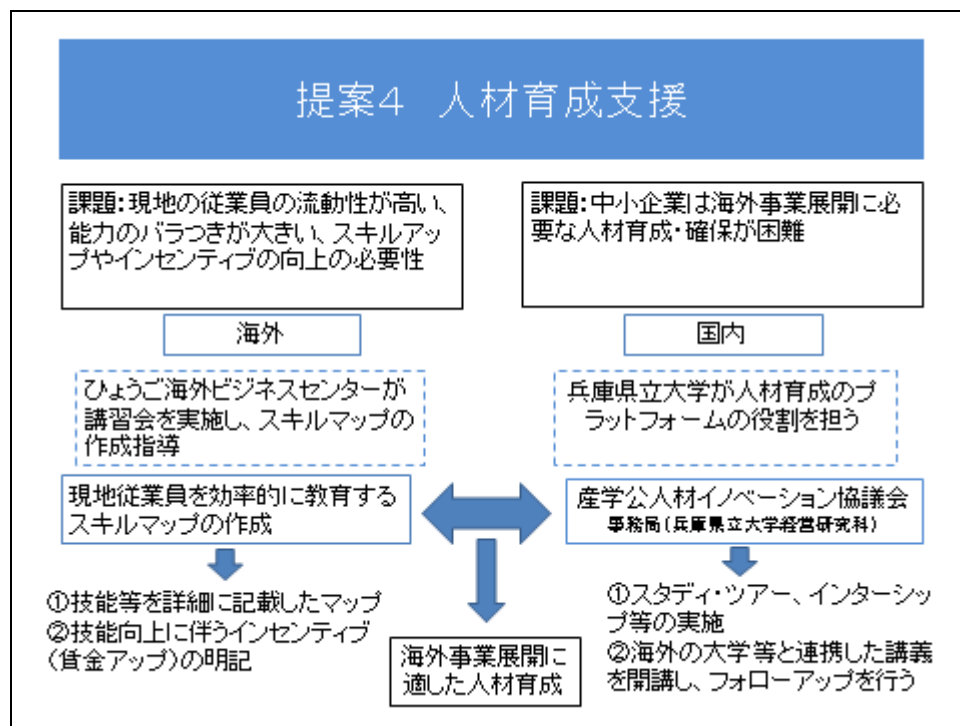 提案4　人材育成支援
課題：現地の従業員の流動性が高い、
能力のバラつきが大きい、スキルアッ
プやインセンティブの向上の必要性
海外
ひょうご海外ビジネスセンターが
講習会を実施し、スキルマップの
作成指導
現地従業員を効率的に教育する
スキルマップの作成
①技能等を詳細に記載したマップ
②技能向上に伴うインセンティブ
（賃金アップ）の明記
課題：中小企業は海外事業展開に必
要な人材育成・確保が困難
国内
兵庫県立大学が人材育成のプ
ラットフォームの役割を担う
産学公人材イノベーション協議会
事務局（兵庫県立大学経営研究科）
①スタディ・ツアー、インターシッ
プ等の実施
②海外の大学等と連携した講義
を開講し、フォローアップを行う
海外事業展開に
適した人材育成